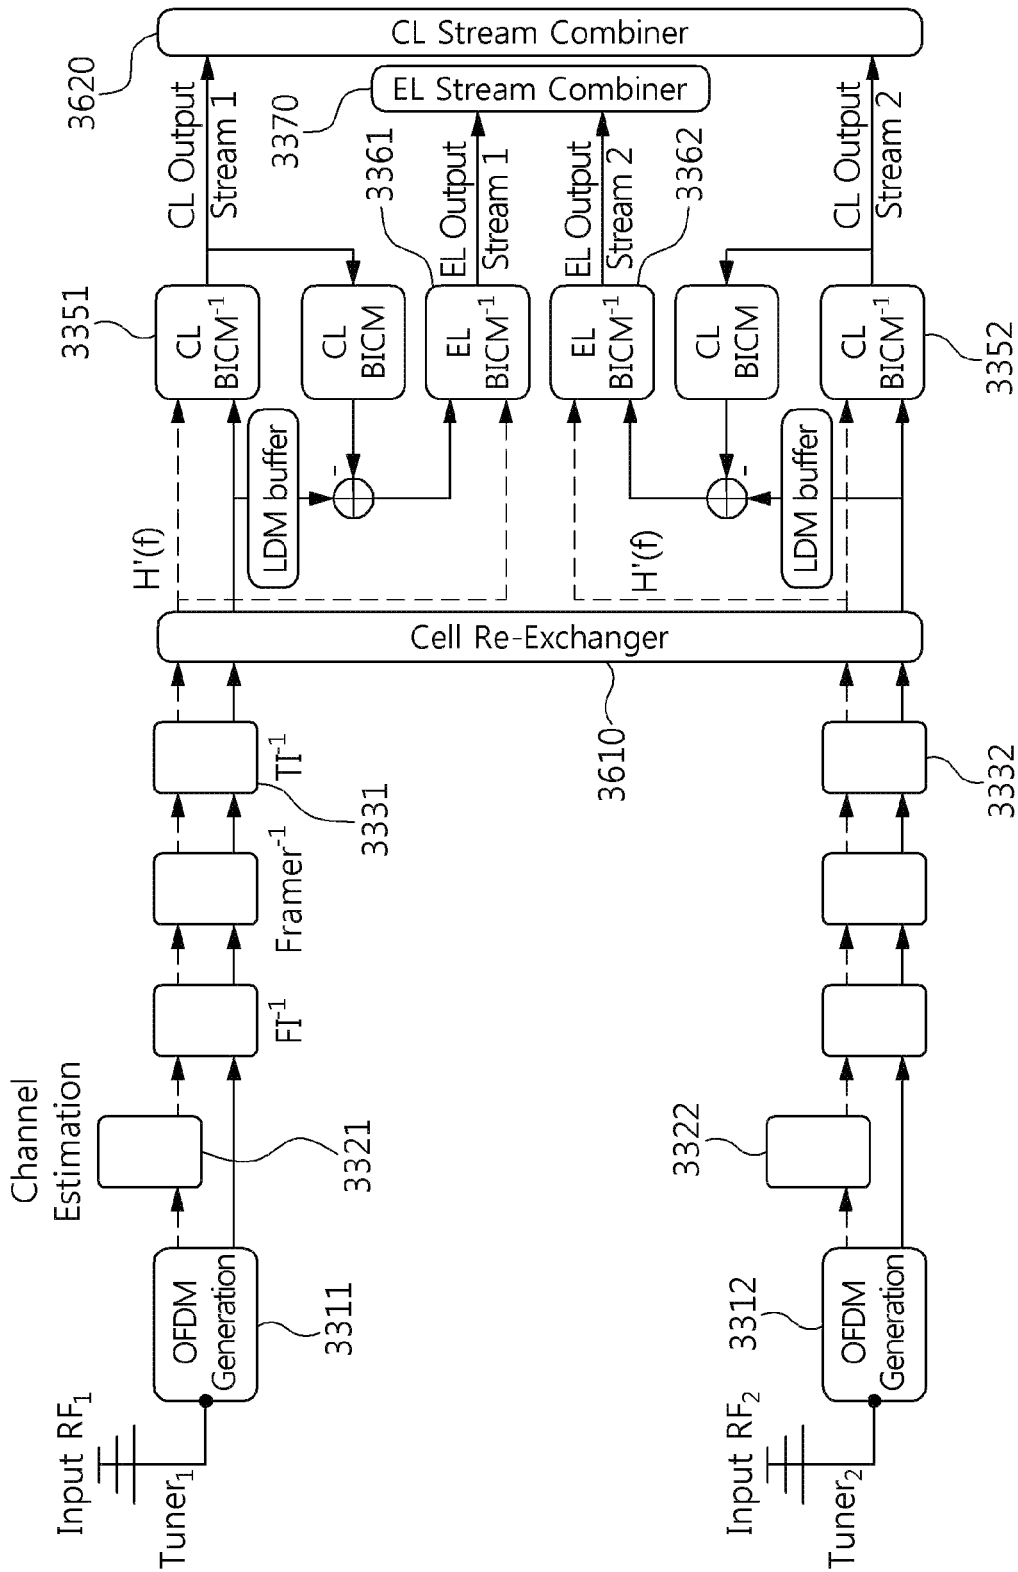 Input RF1
Tuner1
OFDM
Generation
3311
Channel
Estimation
3321
FI-1
Framer-1
TI-1
3331
H'(f)
LDM buffer
-
3351
CL
BICM-1
CL
BICM
EL
BICM-1
3361
CL Output
Stream 1
EL Output
Stream 1
3620
CL Stream Combiner
3370
EL Stream Combiner
Cell Re-Exchanger
3610
Input RF2
Tuner2
OFDM
Generation
3312
3322
3332
H'(f)
LDM buffer
-
EL
BICM-1
3362
CL
BICM
CL
BICM-1
3352
EL Output
Stream 2
CL Output
Stream 2